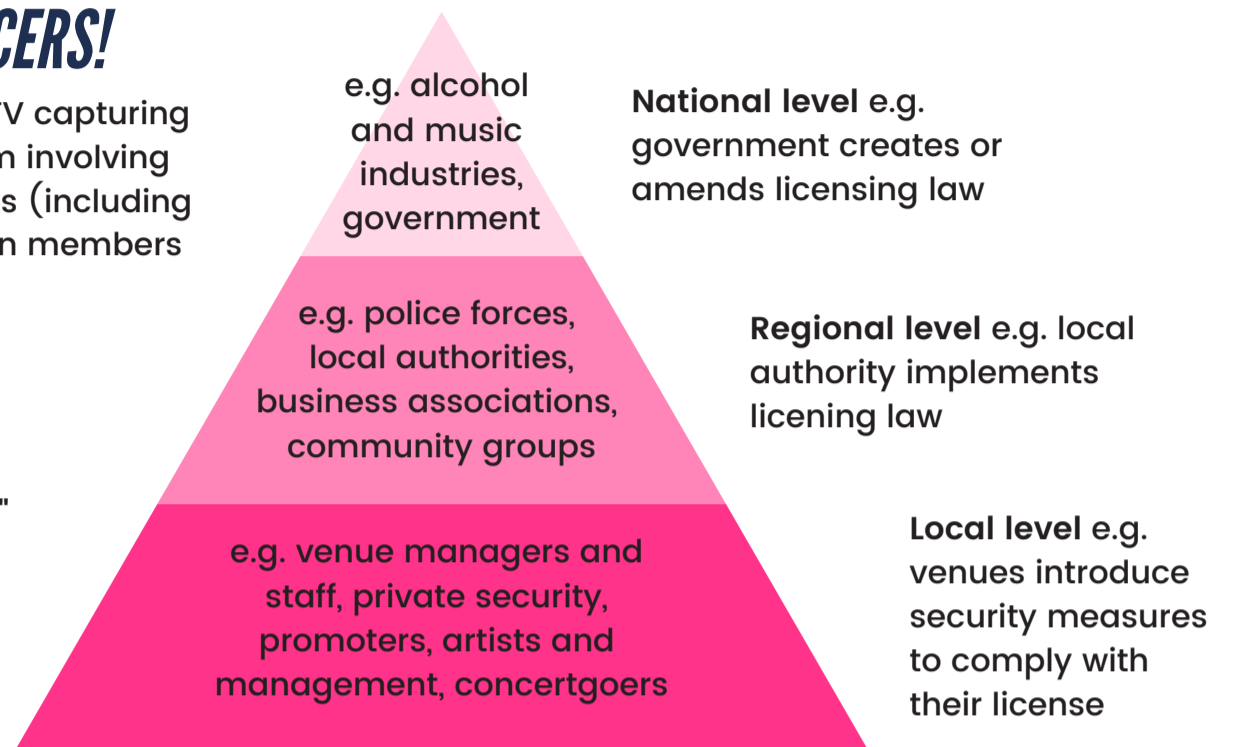 CERS!
TV capturing
m involving
s (including
n members
"
e.g. alcohol
and music
industries,
government
National level e.g.
government creates or
amends licensing law
e.g. police forces,
local authorities,
business associations,
community groups
Regional level e.g. local
authority implements
licening law
e.g. venue managers and
staff, private security,
promoters, artists and
management, concertgoers
Local level e.g.
venues introduce
security measures
to comply with
their license